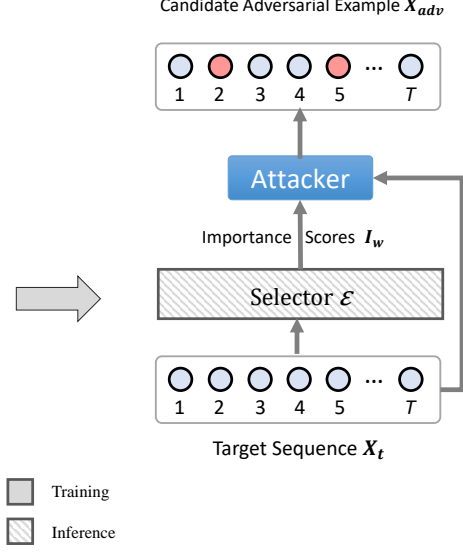 Candidate Adversarial Example X_adv
1 2 3 4 5 ... T
Attacker
Importance Scores I_w
Selector ℰ
1 2 3 4 5 ... T
Target Sequence X_t
Training
Inference